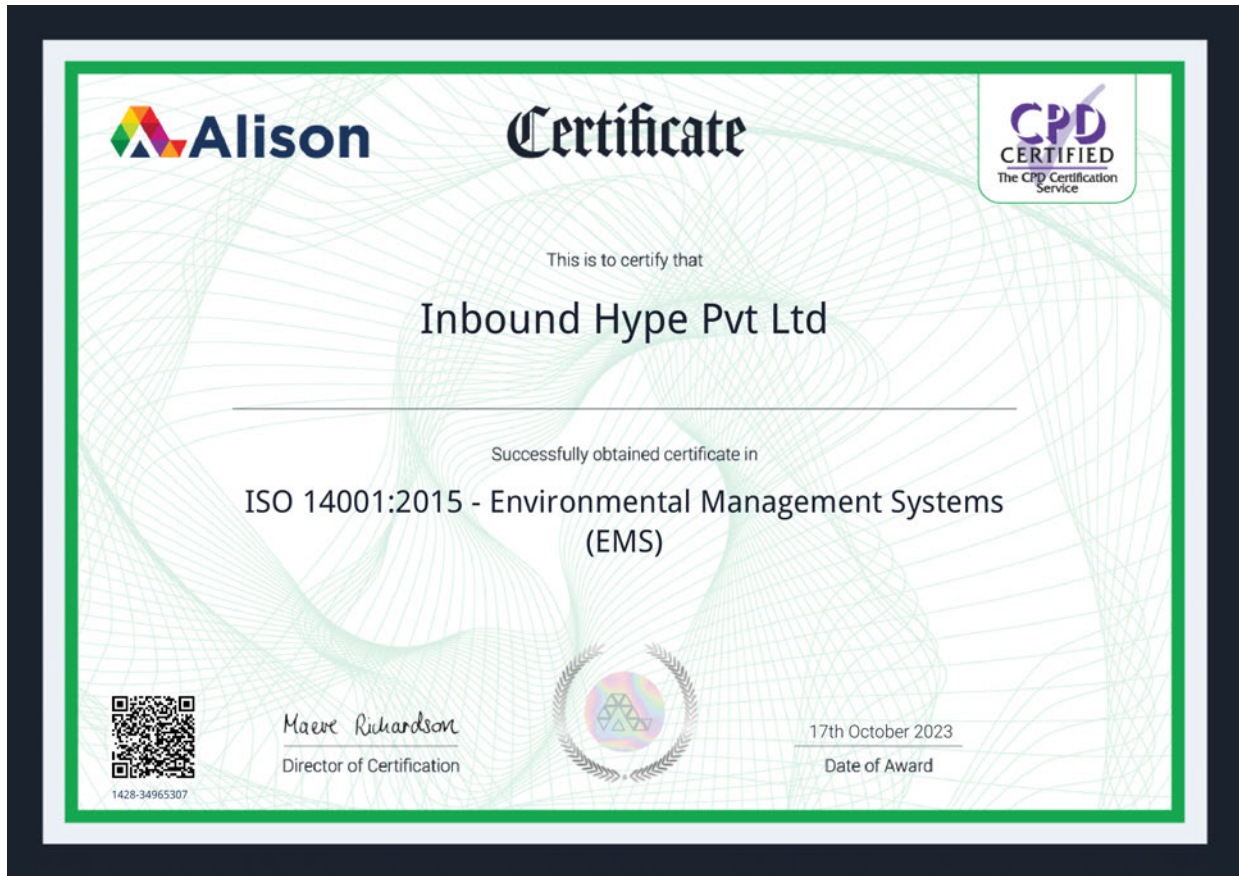 Alison
Certificate
CPD
CERTIFIED
The CPD Certification
Service
This is to certify that
Inbound Hype Pvt Ltd
Successfully obtained certificate in
ISO 14001:2015 - Environmental Management Systems
(EMS)
Maeve Richardson
Director of Certification
17th October 2023
Date of Award
1428-34965307